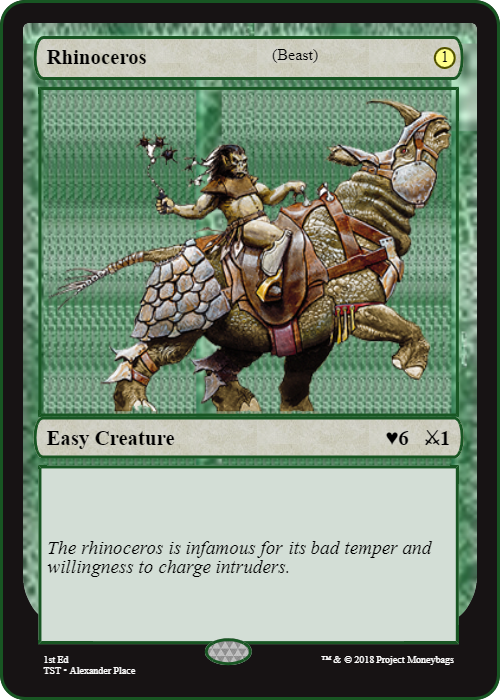 Rhinoceros (Beast) 1
Easy Creature ♥6 ⚔1
The rhinoceros is infamous for its bad temper and
willingness to charge intruders.
1st Ed ™ & © 2018 Project Moneybags
TST • Alexander Place